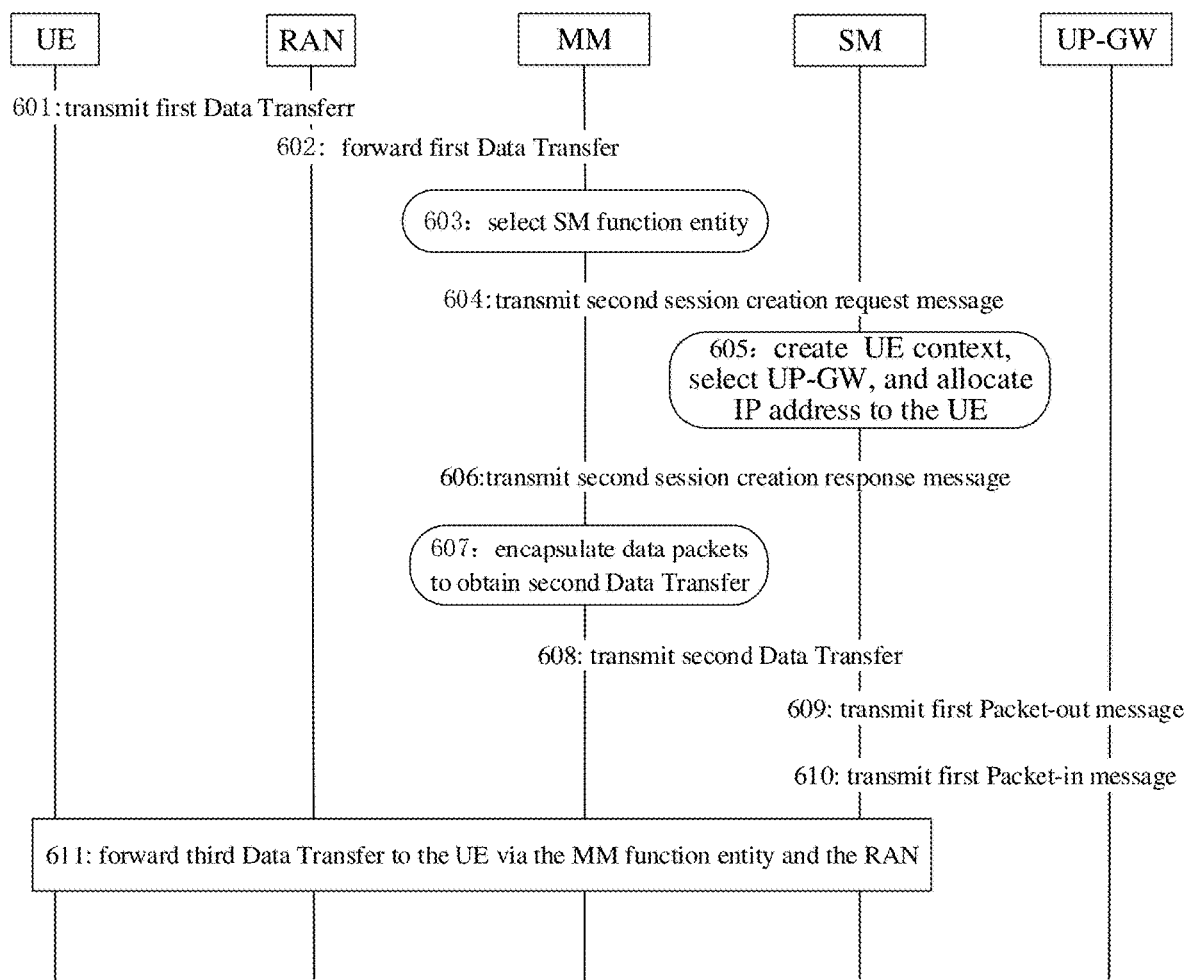 UE
RAN
MM
SM
UP-GW
601:transmit first Data Transferr
602: forward first Data Transfer
603: select SM function entity
604:transmit second session creation request message
605: create UE context,
select UP-GW, and allocate
IP address to the UE
606:transmit second session creation response message
607: encapsulate data packets
to obtain second Data Transfer
608: transmit second Data Transfer
609: transmit first Packet-out message
610: transmit first Packet-in message
611: forward third Data Transfer to the UE via the MM function entity and the RAN